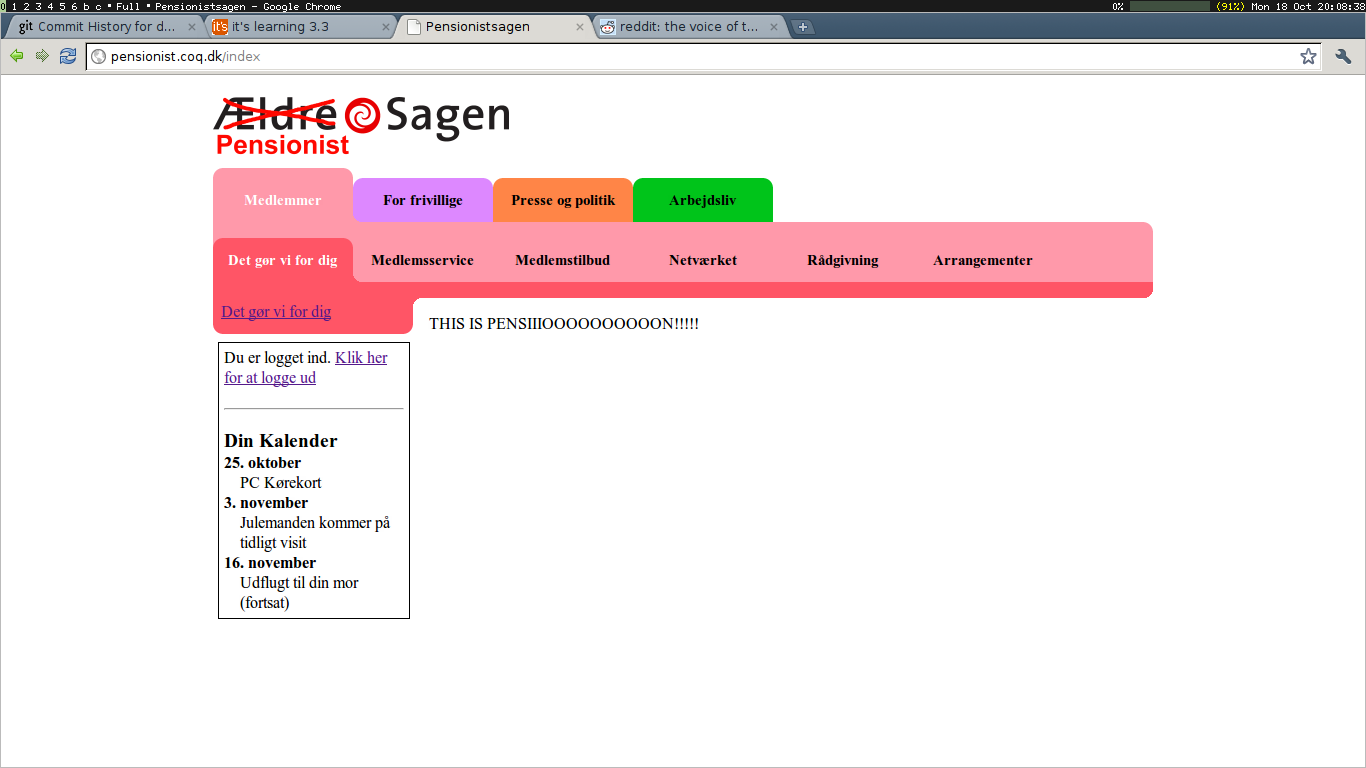 0 1 2 3 4 5 6 b c • Full • Pensionistsagen - Google Chrome 0% (91%) Mon 18 Oct 20:08:38
git Commit History for d... it's it's learning 3.3 Pensionistsagen reddit: the voice of t...
pensionist.coq.dk/index
Ældre Sagen
Pensionist
Medlemmer For frivillige Presse og politik Arbejdsliv
Det gør vi for dig Medlemsservice Medlemstilbud Netværket Rådgivning Arrangementer
Det gør vi for dig
THIS IS PENSIIIOOOOOOOOOON!!!!!
Du er logget ind. Klik her
for at logge ud
Din Kalender
25. oktober
PC Kørekort
3. november
Julemanden kommer på
tidligt visit
16. november
Udflugt til din mor
(fortsat)